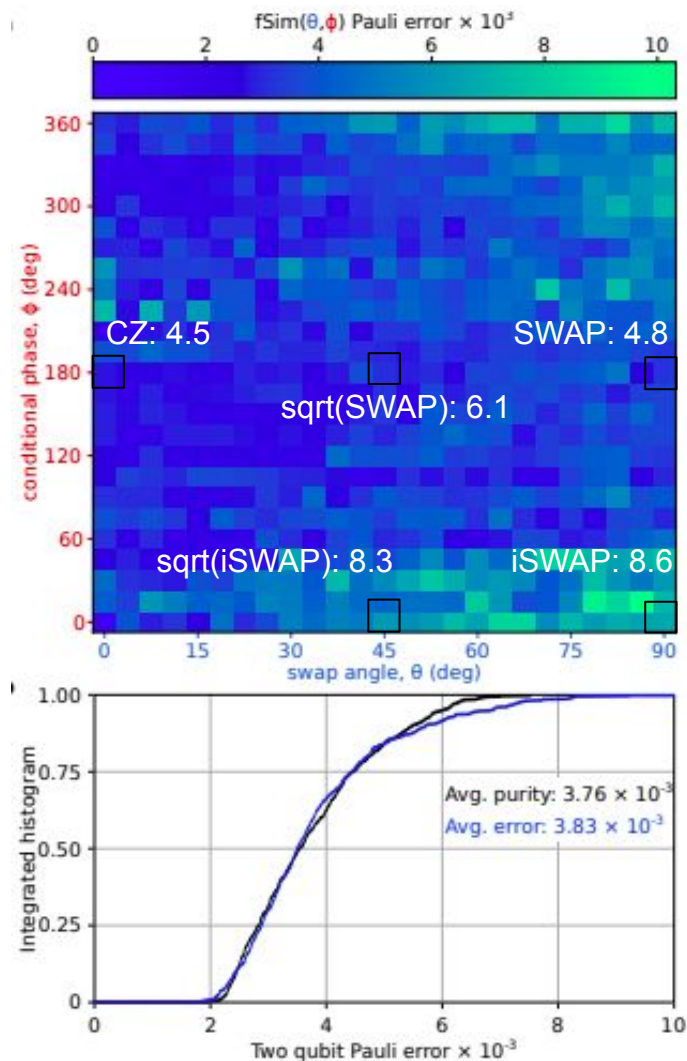 fSim(θ,ϕ) Pauli error × 10⁻³
0 2 4 6 8 10
360
300
240
180
120
60
0
conditional phase, ϕ (deg)
CZ: 4.5
SWAP: 4.8
sqrt(SWAP): 6.1
sqrt(iSWAP): 8.3
iSWAP: 8.6
0 15 30 45 60 75 90
swap angle, θ (deg)
1.00
0.75
0.50
0.25
0
Integrated histogram
Avg. purity: 3.76 × 10⁻³
Avg. error: 3.83 × 10⁻³
0 2 4 6 8 10
Two qubit Pauli error × 10⁻³